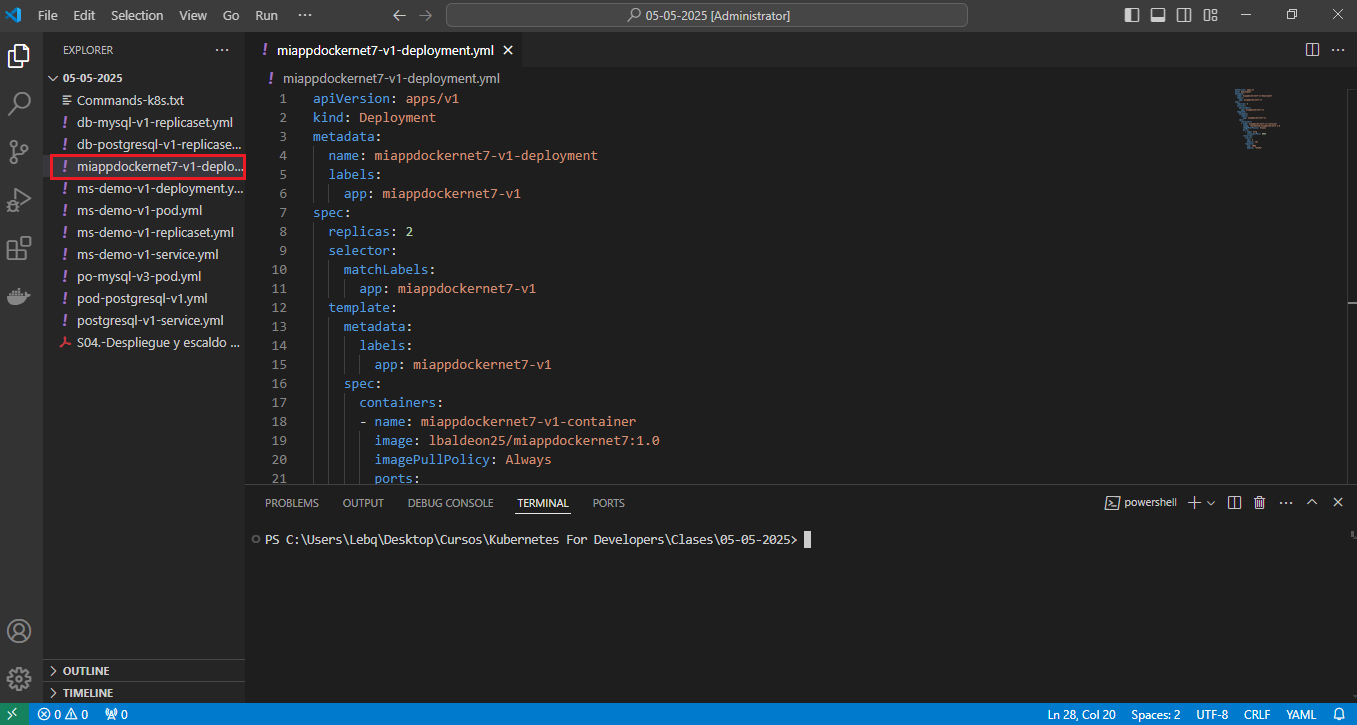 File Edit Selection View Go Run ···
05-05-2025 [Administrator]
EXPLORER ···
05-05-2025
Commands-k8s.txt
! db-mysql-v1-replicaset.yml
! db-postgresql-v1-replicase...
! miappdockernet7-v1-deplo...
! ms-demo-v1-deployment.y...
! ms-demo-v1-pod.yml
! ms-demo-v1-replicaset.yml
! ms-demo-v1-service.yml
! po-mysql-v3-pod.yml
! pod-postgresql-v1.yml
! postgresql-v1-service.yml
S04.-Despliegue y escaldo ...
OUTLINE
TIMELINE
! miappdockernet7-v1-deployment.yml
! miappdockernet7-v1-deployment.yml
1 apiVersion: apps/v1
2 kind: Deployment
3 metadata:
4   name: miappdockernet7-v1-deployment
5   labels:
6     app: miappdockernet7-v1
7 spec:
8   replicas: 2
9   selector:
10     matchLabels:
11       app: miappdockernet7-v1
12   template:
13     metadata:
14       labels:
15         app: miappdockernet7-v1
16     spec:
17       containers:
18       - name: miappdockernet7-v1-container
19         image: lbaldeon25/miappdockernet7:1.0
20         imagePullPolicy: Always
21         ports:
PROBLEMS OUTPUT DEBUG CONSOLE TERMINAL PORTS
powershell
PS C:\Users\Lebq\Desktop\Cursos\Kubernetes For Developers\Clases\05-05-2025>
0 0 0
Ln 28, Col 20 Spaces: 2 UTF-8 CRLF YAML